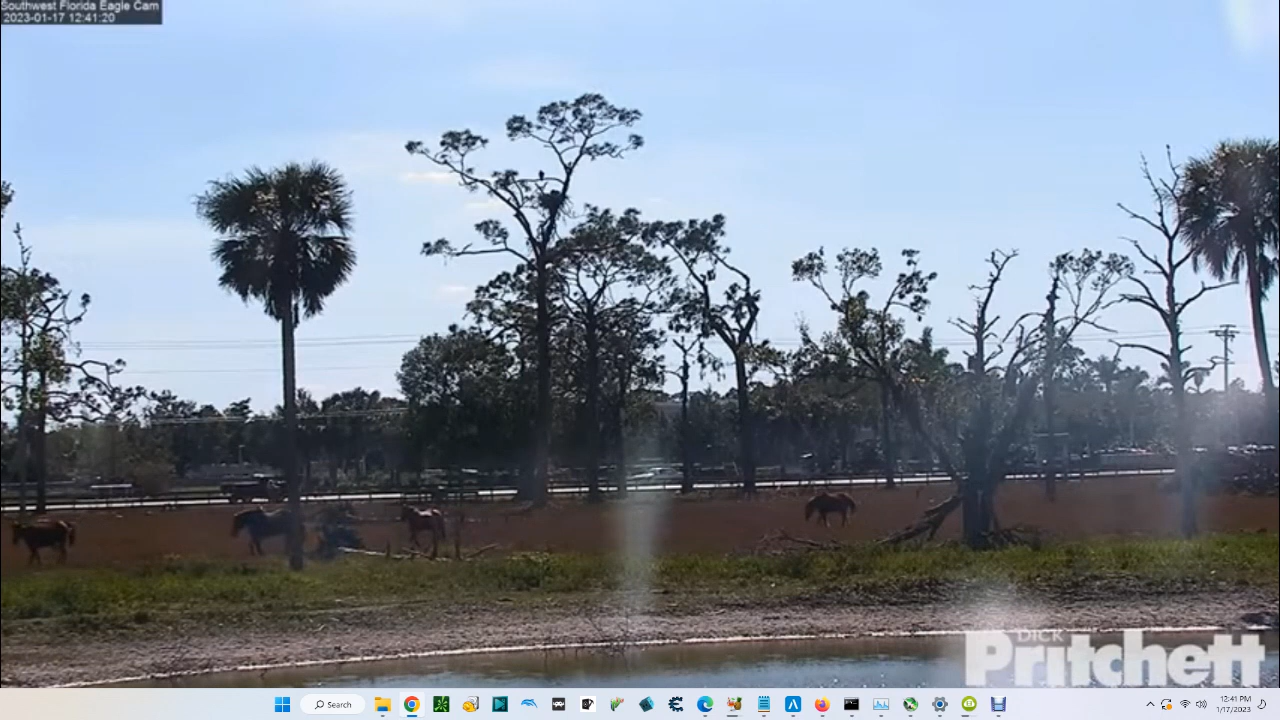 Southwest Florida Eagle Cam
2023-01-17 12:41:20
DICK
Pritchett
Search
12:41 PM
1/17/2023